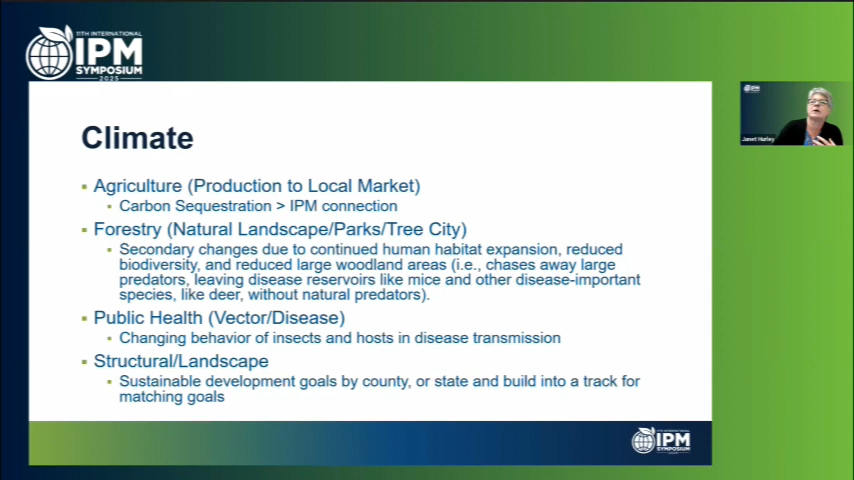 11TH INTERNATIONAL
IPM
SYMPOSIUM
2025
IPM
Janet Hurley
Climate
Agriculture (Production to Local Market)
Carbon Sequestration > IPM connection
Forestry (Natural Landscape/Parks/Tree City)
Secondary changes due to continued human habitat expansion, reduced
biodiversity, and reduced large woodland areas (i.e., chases away large
predators, leaving disease reservoirs like mice and other disease-important
species, like deer, without natural predators).
Public Health (Vector/Disease)
Changing behavior of insects and hosts in disease transmission
Structural/Landscape
Sustainable development goals by county, or state and build into a track for
matching goals
11TH INTERNATIONAL
IPM
SYMPOSIUM